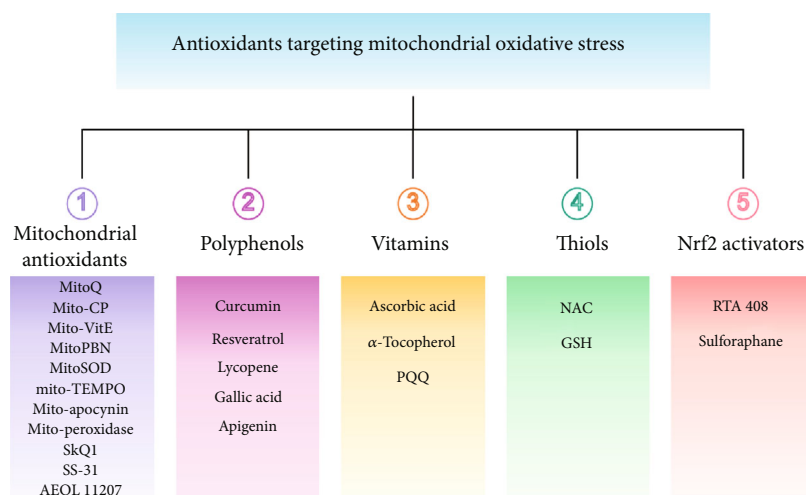 Antioxidants targeting mitochondrial oxidative stress
1
Mitochondrial
antioxidants
MitoQ
Mito-CP
Mito-VitE
MitoPBN
MitoSOD
mito-TEMPO
Mito-apocynin
Mito-peroxidase
SkQ1
SS-31
AEOL 11207
2
Polyphenols
Curcumin
Resveratrol
Lycopene
Gallic acid
Apigenin
3
Vitamins
Ascorbic acid
α-Tocopherol
PQQ
4
Thiols
NAC
GSH
5
Nrf2 activators
RTA 408
Sulforaphane